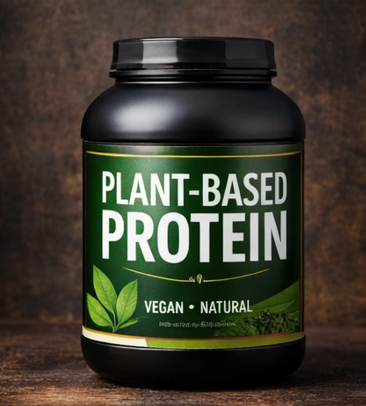 PLANT-BASED
PROTEIN
VEGAN • NATURAL